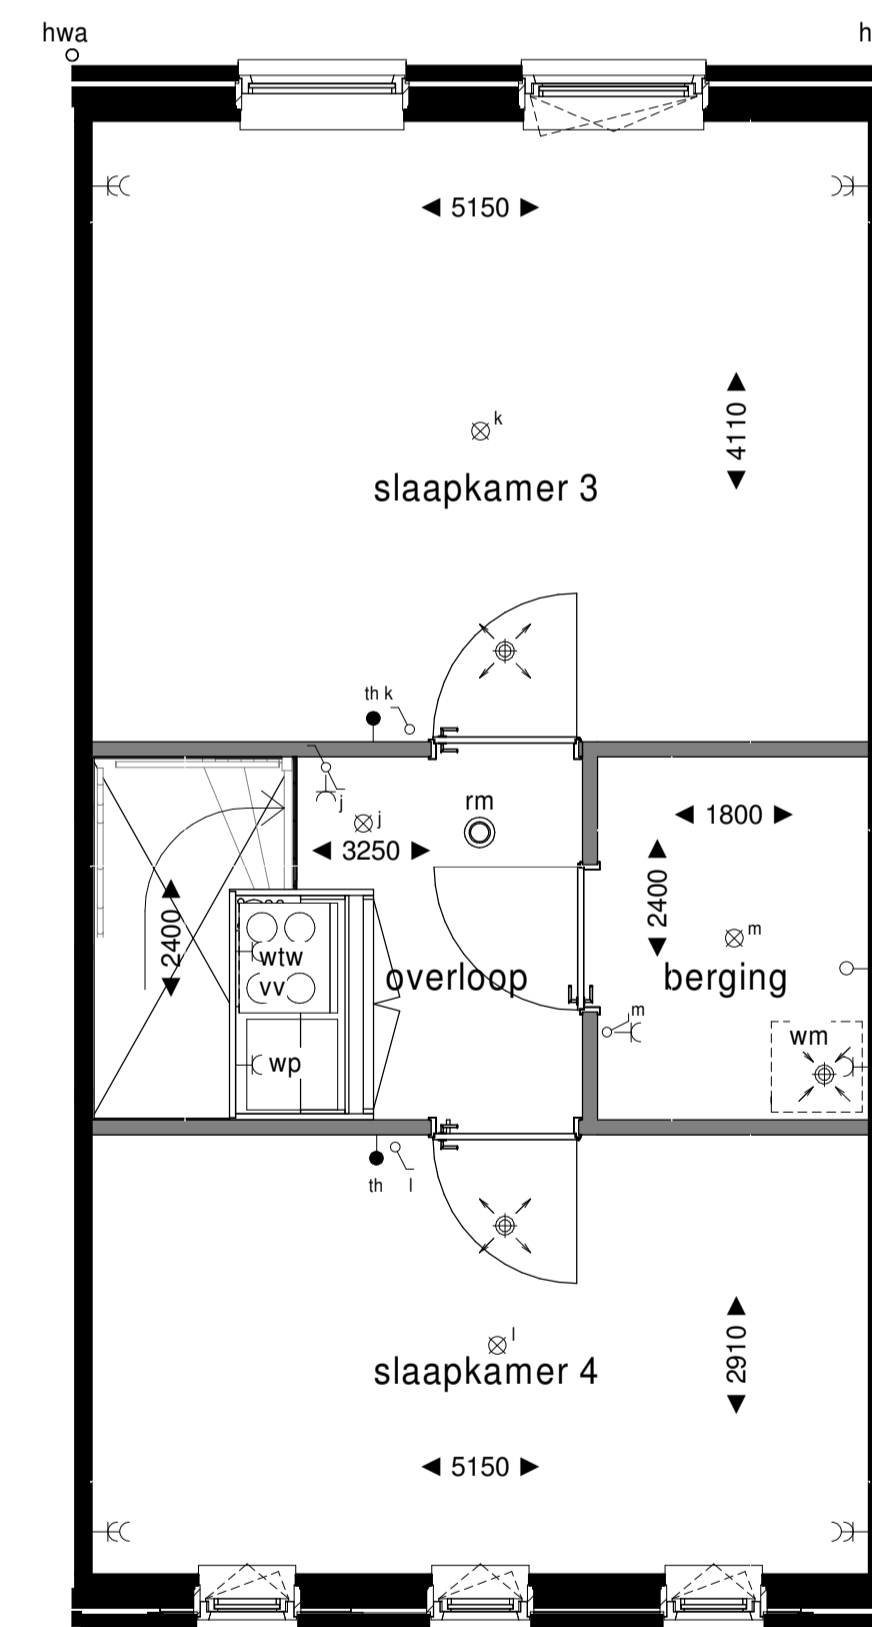 hwa
h
5150
4110
k
slaapkamer 3
th k
j
j
rm
3250
1800
2400
2400
m
wtw
vv
overloop
berging
m
wm
wp
th l
2910
l
slaapkamer 4
5150